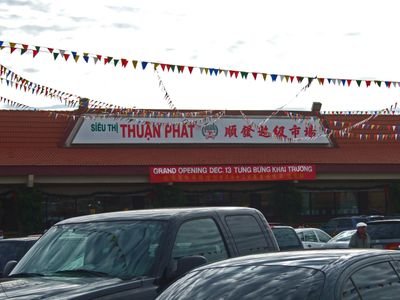 SIÊU THỊ THUẬN PHÁT 順發超級市場
GRAND OPENING DEC. 13 TƯNG BỪNG KHAI TRƯƠNG